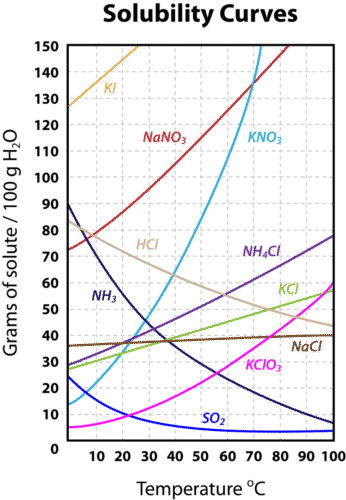 Solubility Curves
Grams of solute / 100 g H₂O
150
140
130
120
110
100
90
80
70
60
50
40
30
20
10
0
KI
NaNO₃
KNO₃
HCl
NH₄Cl
NH₃
KCl
NaCl
KClO₃
SO₂
10 20 30 40 50 60 70 80 90 100
Temperature °C